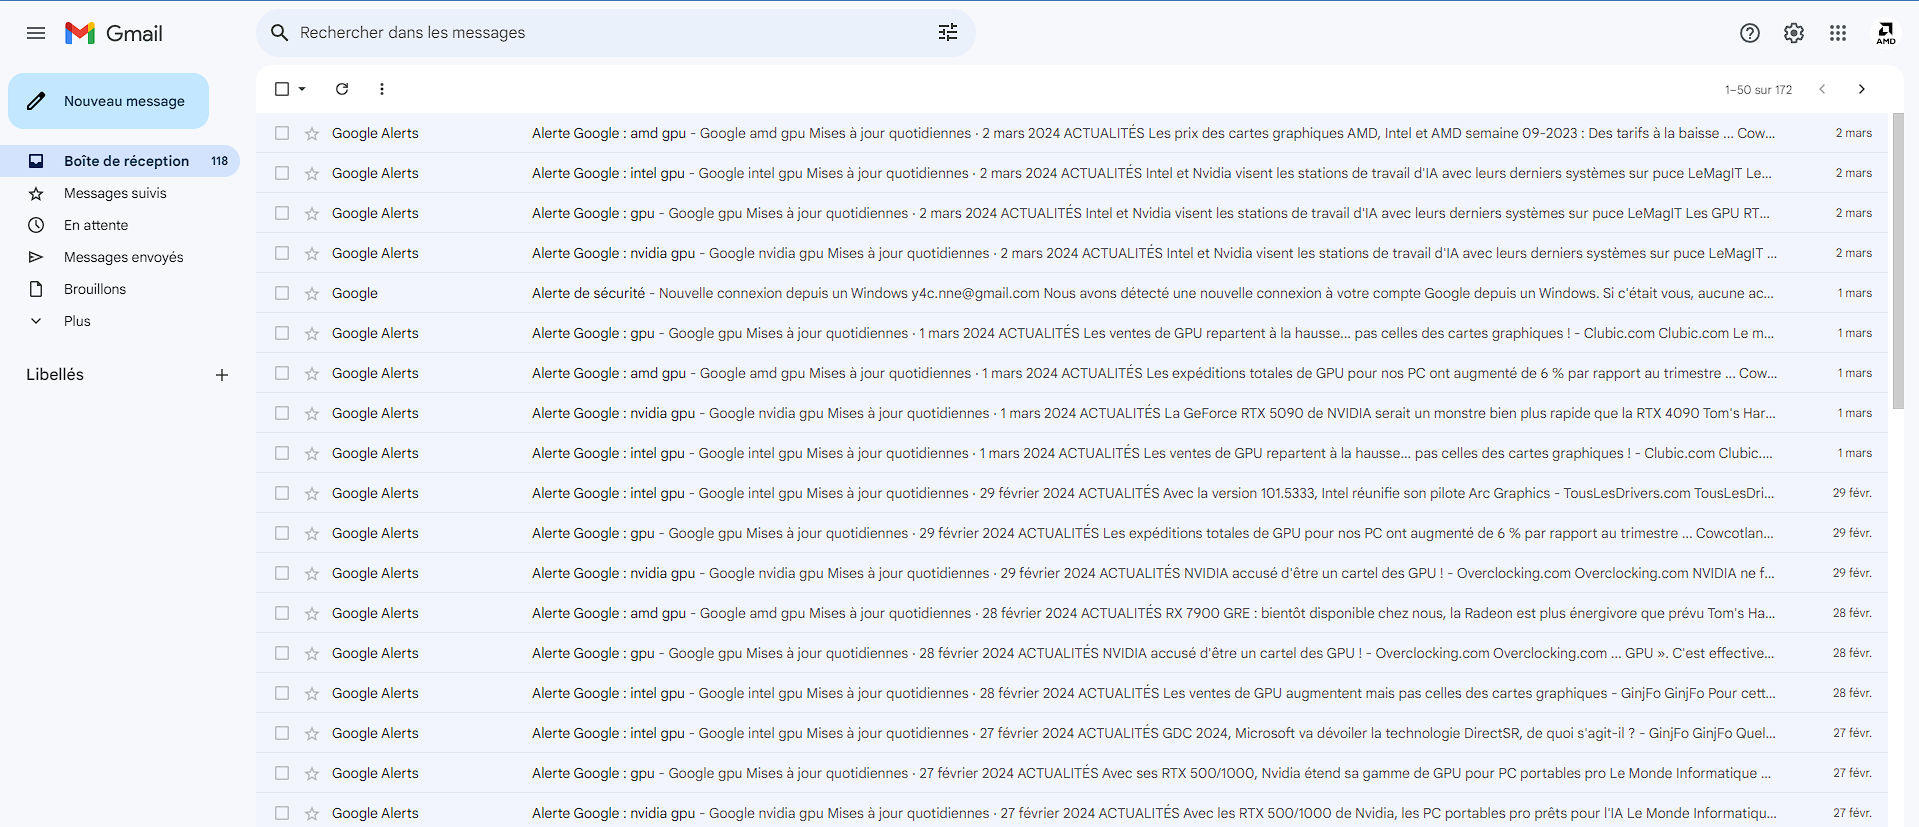 Gmail
Rechercher dans les messages
AMD
Nouveau message
1–50 sur 172
Boîte de réception 118
Messages suivis
En attente
Messages envoyés
Brouillons
Plus
Libellés
Google Alerts Alerte Google : amd gpu - Google amd gpu Mises à jour quotidiennes · 2 mars 2024 ACTUALITÉS Les prix des cartes graphiques AMD, Intel et AMD semaine 09-2023 : Des tarifs à la baisse ... Cow... 2 mars
Google Alerts Alerte Google : intel gpu - Google intel gpu Mises à jour quotidiennes · 2 mars 2024 ACTUALITÉS Intel et Nvidia visent les stations de travail d'IA avec leurs derniers systèmes sur puce LeMagIT Le... 2 mars
Google Alerts Alerte Google : gpu - Google gpu Mises à jour quotidiennes · 2 mars 2024 ACTUALITÉS Intel et Nvidia visent les stations de travail d'IA avec leurs derniers systèmes sur puce LeMagIT Les GPU RT... 2 mars
Google Alerts Alerte Google : nvidia gpu - Google nvidia gpu Mises à jour quotidiennes · 2 mars 2024 ACTUALITÉS Intel et Nvidia visent les stations de travail d'IA avec leurs derniers systèmes sur puce LeMagIT ... 2 mars
Google Alerte de sécurité - Nouvelle connexion depuis un Windows y4c.nne@gmail.com Nous avons détecté une nouvelle connexion à votre compte Google depuis un Windows. Si c'était vous, aucune ac... 1 mars
Google Alerts Alerte Google : gpu - Google gpu Mises à jour quotidiennes · 1 mars 2024 ACTUALITÉS Les ventes de GPU repartent à la hausse... pas celles des cartes graphiques ! - Clubic.com Clubic.com Le m... 1 mars
Google Alerts Alerte Google : amd gpu - Google amd gpu Mises à jour quotidiennes · 1 mars 2024 ACTUALITÉS Les expéditions totales de GPU pour nos PC ont augmenté de 6 % par rapport au trimestre ... Cow... 1 mars
Google Alerts Alerte Google : nvidia gpu - Google nvidia gpu Mises à jour quotidiennes · 1 mars 2024 ACTUALITÉS La GeForce RTX 5090 de NVIDIA serait un monstre bien plus rapide que la RTX 4090 Tom's Har... 1 mars
Google Alerts Alerte Google : intel gpu - Google intel gpu Mises à jour quotidiennes · 1 mars 2024 ACTUALITÉS Les ventes de GPU repartent à la hausse... pas celles des cartes graphiques ! - Clubic.com Clubic.... 1 mars
Google Alerts Alerte Google : intel gpu - Google intel gpu Mises à jour quotidiennes · 29 février 2024 ACTUALITÉS Avec la version 101.5333, Intel réunifie son pilote Arc Graphics - TousLesDrivers.com TousLesDri... 29 févr.
Google Alerts Alerte Google : gpu - Google gpu Mises à jour quotidiennes · 29 février 2024 ACTUALITÉS Les expéditions totales de GPU pour nos PC ont augmenté de 6 % par rapport au trimestre ... Cowcotlan... 29 févr.
Google Alerts Alerte Google : nvidia gpu - Google nvidia gpu Mises à jour quotidiennes · 29 février 2024 ACTUALITÉS NVIDIA accusé d'être un cartel des GPU ! - Overclocking.com Overclocking.com NVIDIA ne f... 29 févr.
Google Alerts Alerte Google : amd gpu - Google amd gpu Mises à jour quotidiennes · 28 février 2024 ACTUALITÉS RX 7900 GRE : bientôt disponible chez nous, la Radeon est plus énergivore que prévu Tom's Ha... 28 févr.
Google Alerts Alerte Google : gpu - Google gpu Mises à jour quotidiennes · 28 février 2024 ACTUALITÉS NVIDIA accusé d'être un cartel des GPU ! - Overclocking.com Overclocking.com ... GPU ». C'est effective... 28 févr.
Google Alerts Alerte Google : intel gpu - Google intel gpu Mises à jour quotidiennes · 28 février 2024 ACTUALITÉS Les ventes de GPU augmentent mais pas celles des cartes graphiques - GinjFo GinjFo Pour cett... 28 févr.
Google Alerts Alerte Google : intel gpu - Google intel gpu Mises à jour quotidiennes · 27 février 2024 ACTUALITÉS GDC 2024, Microsoft va dévoiler la technologie DirectSR, de quoi s'agit-il ? - GinjFo GinjFo Quel... 27 févr.
Google Alerts Alerte Google : gpu - Google gpu Mises à jour quotidiennes · 27 février 2024 ACTUALITÉS Avec ses RTX 500/1000, Nvidia étend sa gamme de GPU pour PC portables pro Le Monde Informatique ... 27 févr.
Google Alerts Alerte Google : nvidia gpu - Google nvidia gpu Mises à jour quotidiennes · 27 février 2024 ACTUALITÉS Avec les RTX 500/1000 de Nvidia, les PC portables pro prêts pour l'IA Le Monde Informatiqu... 27 févr.